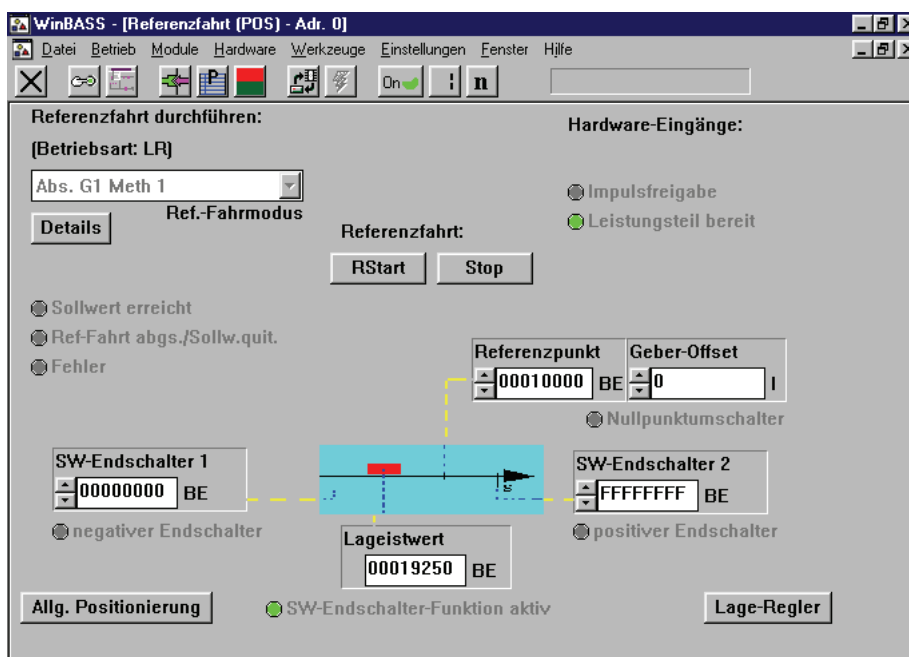 WinBASS - [Referenzfahrt (POS) - Adr. 0]
Datei Betrieb Module Hardware Werkzeuge Einstellungen Fenster Hilfe
P On n
Referenzfahrt durchführen:
Hardware-Eingänge:
(Betriebsart: LR)
Abs. G1 Meth 1
Impulsfreigabe
Details
Ref.-Fahrmodus
Leistungsteil bereit
Referenzfahrt:
RStart Stop
Sollwert erreicht
Ref-Fahrt abgs./Sollw.quit.
Fehler
Referenzpunkt Geber-Offset
00010000 BE 0 I
Nullpunktumschalter
SW-Endschalter 1
00000000 BE
s
SW-Endschalter 2
FFFFFFFF BE
negativer Endschalter
positiver Endschalter
Lageistwert
00019250 BE
Allg. Positionierung
SW-Endschalter-Funktion aktiv
Lage-Regler